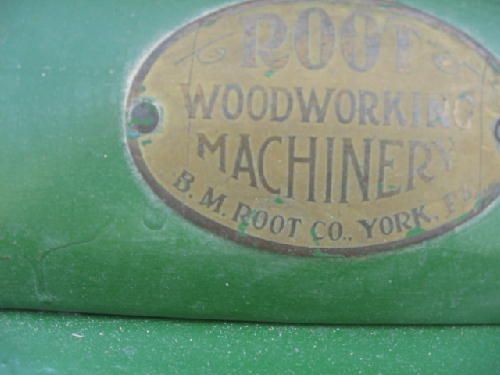 ROOT
WOODWORKING
MACHINERY
B. M. ROOT CO., YORK, PA.